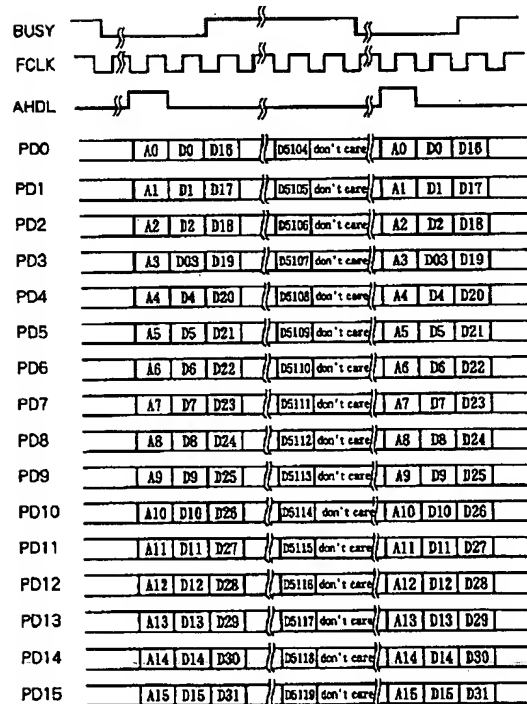 BUSY
FCLK
AHDL
PD0 A0 D0 D16 D5104 don't care A0 D0 D16
PD1 A1 D1 D17 D5105 don't care A1 D1 D17
PD2 A2 D2 D18 D5106 don't care A2 D2 D18
PD3 A3 D03 D19 D5107 don't care A3 D03 D19
PD4 A4 D4 D20 D5108 don't care A4 D4 D20
PD5 A5 D5 D21 D5109 don't care A5 D5 D21
PD6 A6 D6 D22 D5110 don't care A6 D6 D22
PD7 A7 D7 D23 D5111 don't care A7 D7 D23
PD8 A8 D8 D24 D5112 don't care A8 D8 D24
PD9 A9 D9 D25 D5113 don't care A9 D9 D25
PD10 A10 D10 D26 D5114 don't care A10 D10 D26
PD11 A11 D11 D27 D5115 don't care A11 D11 D27
PD12 A12 D12 D28 D5116 don't care A12 D12 D28
PD13 A13 D13 D29 D5117 don't care A13 D13 D29
PD14 A14 D14 D30 D5118 don't care A14 D14 D30
PD15 A15 D15 D31 D5119 don't care A15 D15 D31